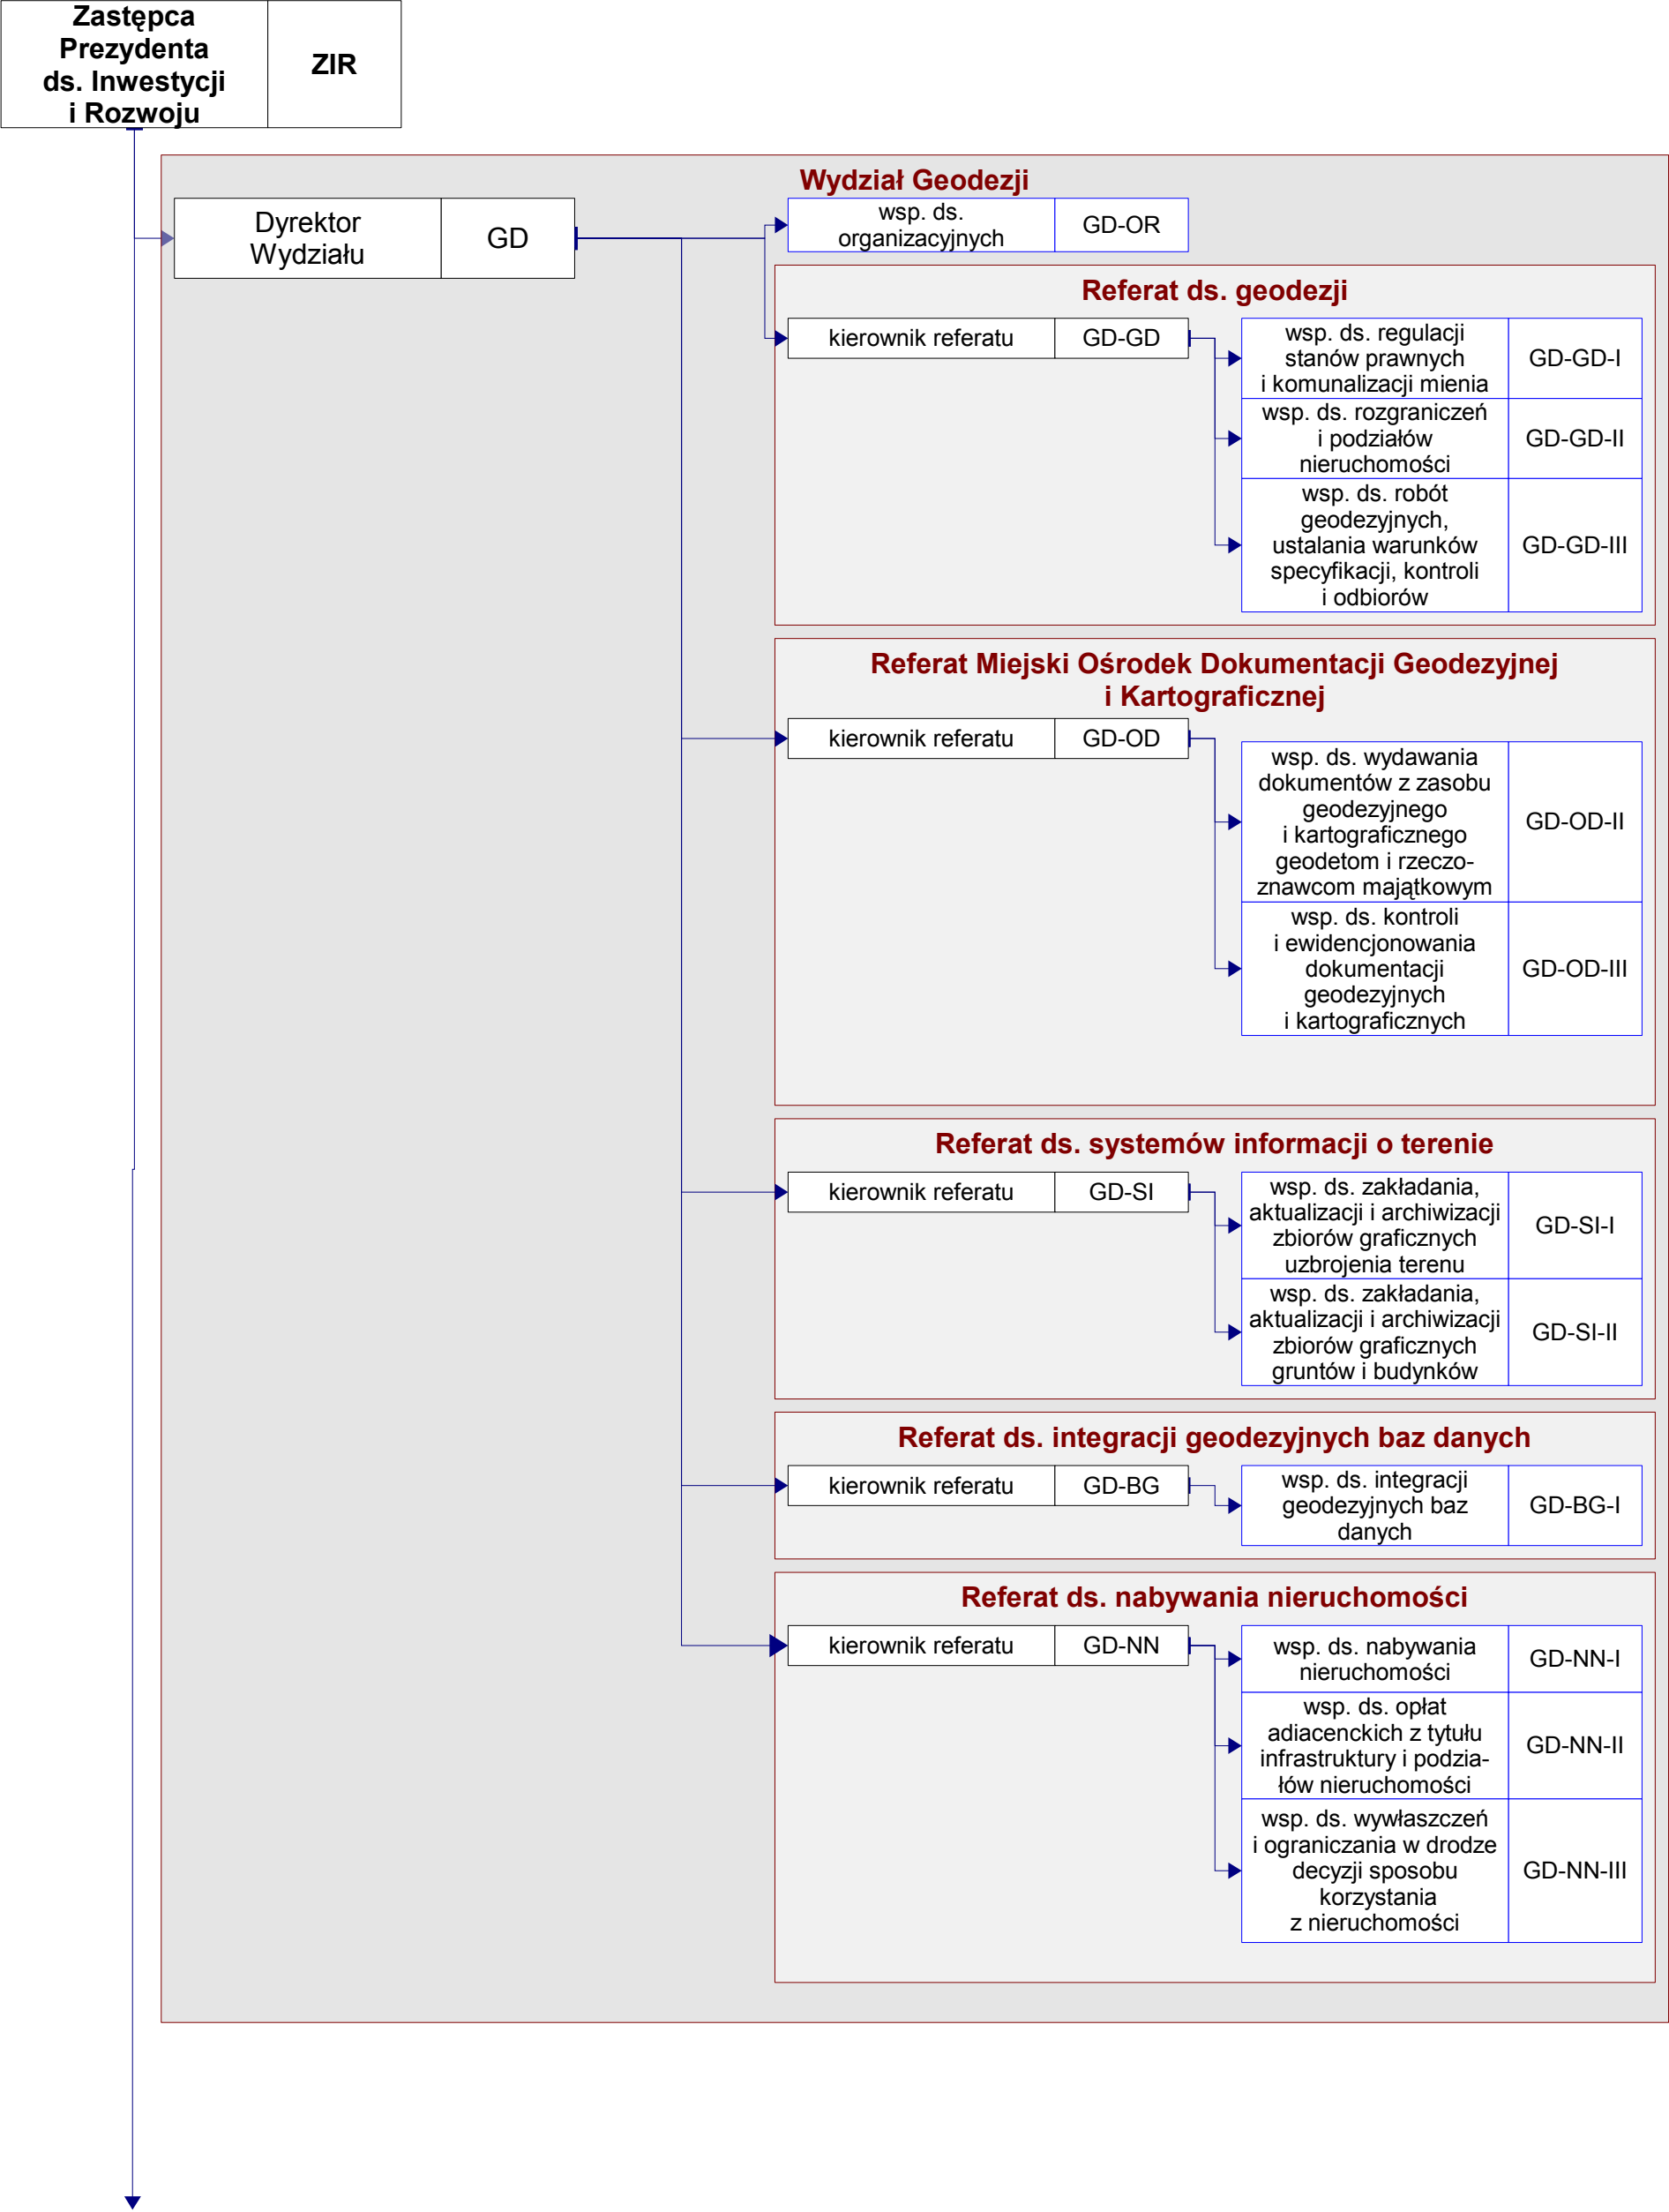 Zastępca
Prezydenta
ds. Inwestycji
i Rozwoju
ZIR
Wydział Geodezji
Dyrektor
Wydziału
GD
wsp. ds.
organizacyjnych
GD-OR
Referat ds. geodezji
kierownik referatu
GD-GD
wsp. ds. regulacji
stanów prawnych
i komunalizacji mienia
GD-GD-I
wsp. ds. rozgraniczeń
i podziałów
nieruchomości
GD-GD-II
wsp. ds. robót
geodezyjnych,
ustalania warunków
specyfikacji, kontroli
i odbiorów
GD-GD-III
Referat Miejski Ośrodek Dokumentacji Geodezyjnej
i Kartograficznej
kierownik referatu
GD-OD
wsp. ds. wydawania
dokumentów z zasobu
geodezyjnego
i kartograficznego
geodetom i rzeczo-
znawcom majątkowym
GD-OD-II
wsp. ds. kontroli
i ewidencjonowania
dokumentacji
geodezyjnych
i kartograficznych
GD-OD-III
Referat ds. systemów informacji o terenie
kierownik referatu
GD-SI
wsp. ds. zakładania,
aktualizacji i archiwizacji
zbiorów graficznych
uzbrojenia terenu
GD-SI-I
wsp. ds. zakładania,
aktualizacji i archiwizacji
zbiorów graficznych
gruntów i budynków
GD-SI-II
Referat ds. integracji geodezyjnych baz danych
kierownik referatu
GD-BG
wsp. ds. integracji
geodezyjnych baz
danych
GD-BG-I
Referat ds. nabywania nieruchomości
kierownik referatu
GD-NN
wsp. ds. nabywania
nieruchomości
GD-NN-I
wsp. ds. opłat
adiacenckich z tytułu
infrastruktury i podzia-
łów nieruchomości
GD-NN-II
wsp. ds. wywłaszczeń
i ograniczania w drodze
decyzji sposobu
korzystania
z nieruchomości
GD-NN-III